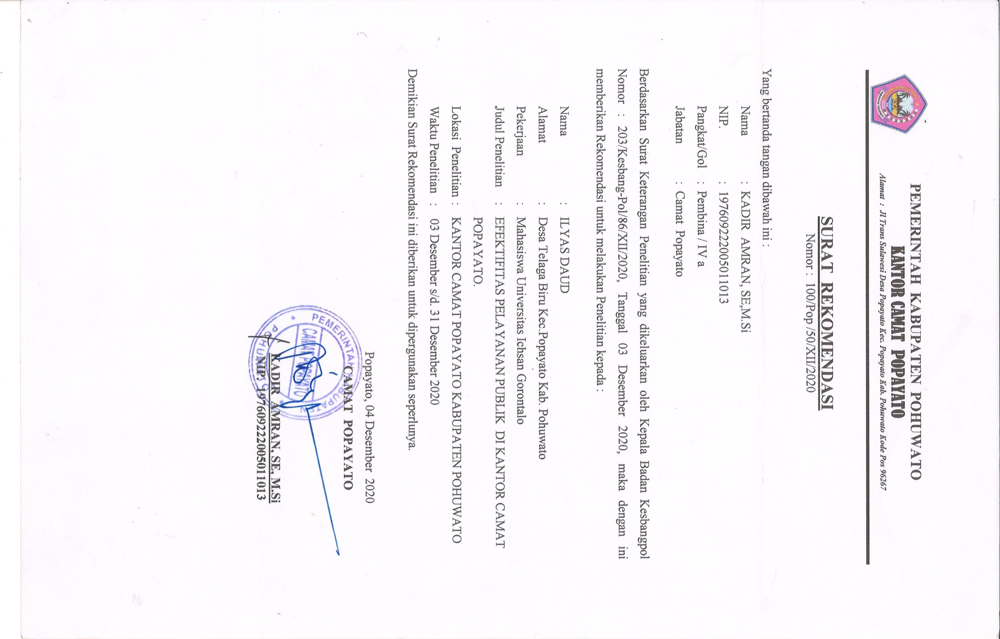 PEMERINTAH KABUPATEN POHUWATO
KANTOR CAMAT POPAYATO
Alamat : Jl Trans Sulawesi Desa Popayato Kec. Popayato Kab. Pohuwato Kode Pos 96267
KABUPATEN POHUWATO
SURAT REKOMENDASI
Nomor : 100/Pop /50/XII/2020
Yang bertanda tangan dibawah ini :
Nama : KADIR AMRAN, SE,M.Si
NIP. : 197609222005011013
Pangkat/Gol : Pembina / IV a
Jabatan : Camat Popayato
Berdasarkan Surat Keterangan Penelitian yang dikeluarkan oleh Kepala Badan Kesbangpol
Nomor : 203/Kesbang-Pol/86/XII/2020, Tanggal 03 Desember 2020, maka dengan ini
memberikan Rekomendasi untuk melakukan Penelitian kepada :
Nama : ILYAS DAUD
Alamat : Desa Telaga Biru Kec.Popayato Kab. Pohuwato
Pekerjaan : Mahasiswa Universitas Ichsan Gorontalo
Judul Penelitian : EFEKTIFITAS PELAYANAN PUBLIK DI KANTOR CAMAT
POPAYATO.
Lokasi Penelitian : KANTOR CAMAT POPAYATO KABUPATEN POHUWATO
Waktu Penelitian : 03 Desember s/d. 31 Desember 2020
Demikian Surat Rekomendasi ini diberikan untuk dipergunakan seperlunya.
Popayato, 04 Desember 2020
CAMAT POPAYATO
PEMERINTAH KABUPATEN
CAMAT POPAYATO
POHUWATO
KADIR AMRAN, SE, M.Si
NIP. 197609222005011013